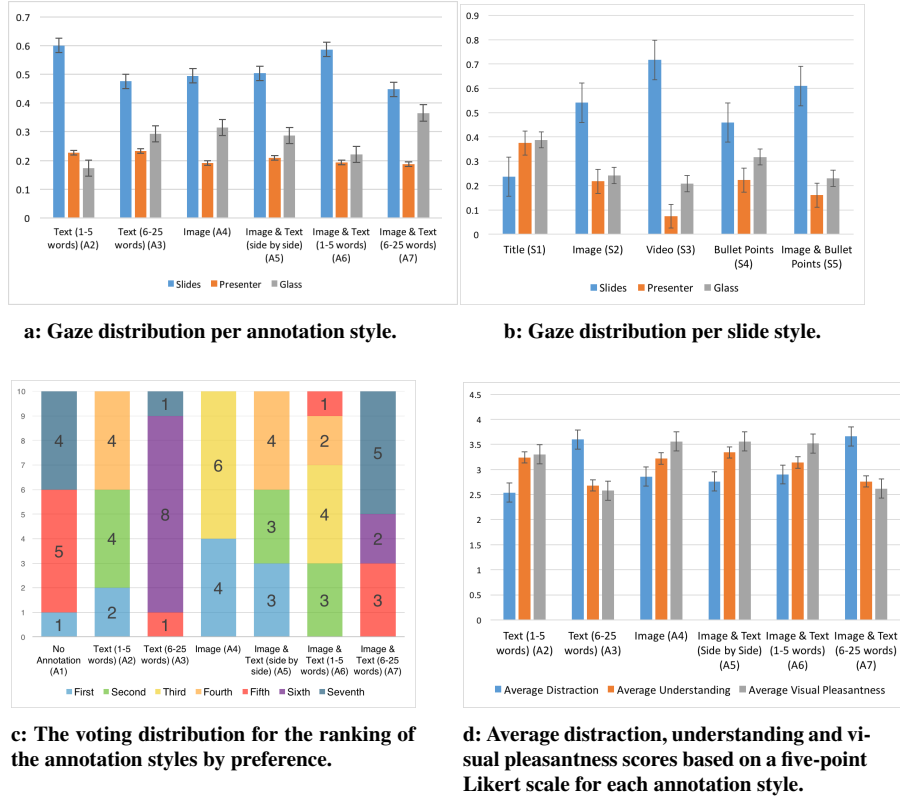 0.7
0.6
0.5
0.4
0.3
0.2
0.1
0
Text (1-5 words) (A2)
Text (6-25 words) (A3)
Image (A4)
Image & Text (side by side) (A5)
Image & Text (1-5 words) (A6)
Image & Text (6-25 words) (A7)
Slides Presenter Glass
a: Gaze distribution per annotation style.
0.9
0.8
0.7
0.6
0.5
0.4
0.3
0.2
0.1
0
Title (S1)
Image (S2)
Video (S3)
Bullet Points (S4)
Image & Bullet Points (S5)
Slides Presenter Glass
b: Gaze distribution per slide style.
10
9
8
7
6
5
4
3
2
1
0
4
5
1
4
4
2
1
8
1
6
4
4
3
3
1
2
4
3
5
2
3
No Annotation (A1)
Text (1-5 words) (A2)
Text (6-25 words) (A3)
Image (A4)
Image & Text (side by side) (A5)
Image & Text (1-5 words) (A6)
Image & Text (6-25 words) (A7)
First Second Third Fourth Fifth Sixth Seventh
c: The voting distribution for the ranking of
the annotation styles by preference.
4.5
4
3.5
3
2.5
2
1.5
1
0.5
0
Text (1-5 words) (A2)
Text (6-25 words) (A3)
Image (A4)
Image & Text (Side by Side) (A5)
Image & Text (1-5 words) (A6)
Image & Text (6-25 words) (A7)
Average Distraction Average Understanding Average Visual Pleasantness
d: Average distraction, understanding and vi-
sual pleasantness scores based on a five-point
Likert scale for each annotation style.